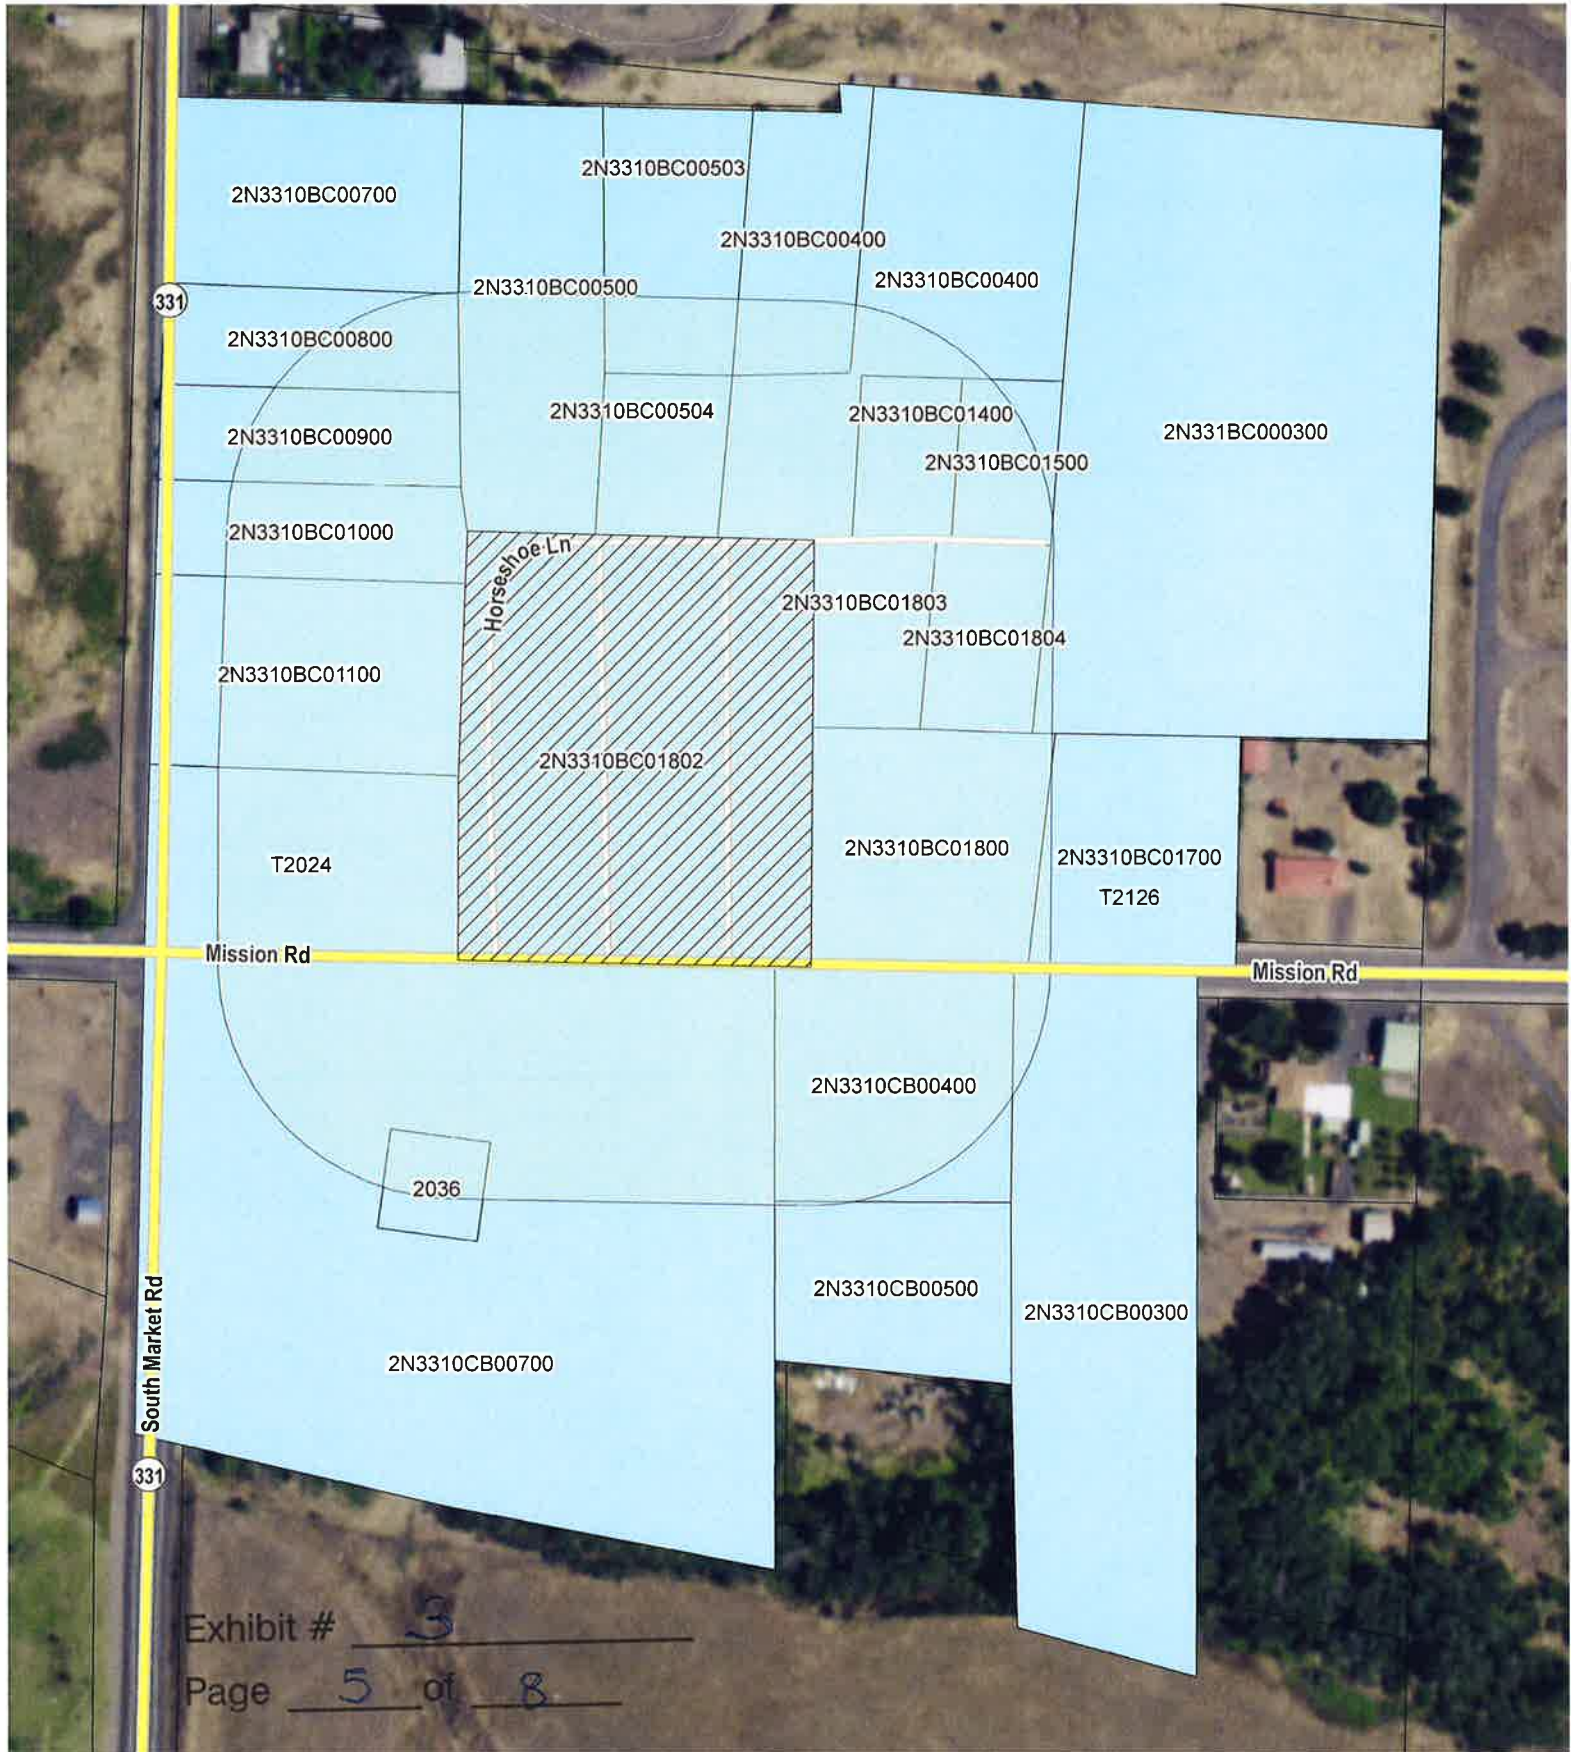 2N3310BC00700
2N3310BC00503
2N3310BC00400
2N3310BC00400
2N3310BC00500
331
2N3310BC00800
2N3310BC00504
2N3310BC01400
2N331BC000300
2N3310BC00900
2N3310BC01500
2N3310BC01000
Horseshoe Ln
2N3310BC01803
2N3310BC01804
2N3310BC01100
2N3310BC01802
2N3310BC01800
2N3310BC01700
T2126
T2024
Mission Rd
Mission Rd
2N3310CB00400
2036
2N3310CB00500
2N3310CB00300
South Market Rd
2N3310CB00700
331
Exhibit # 3
Page 5 of 8